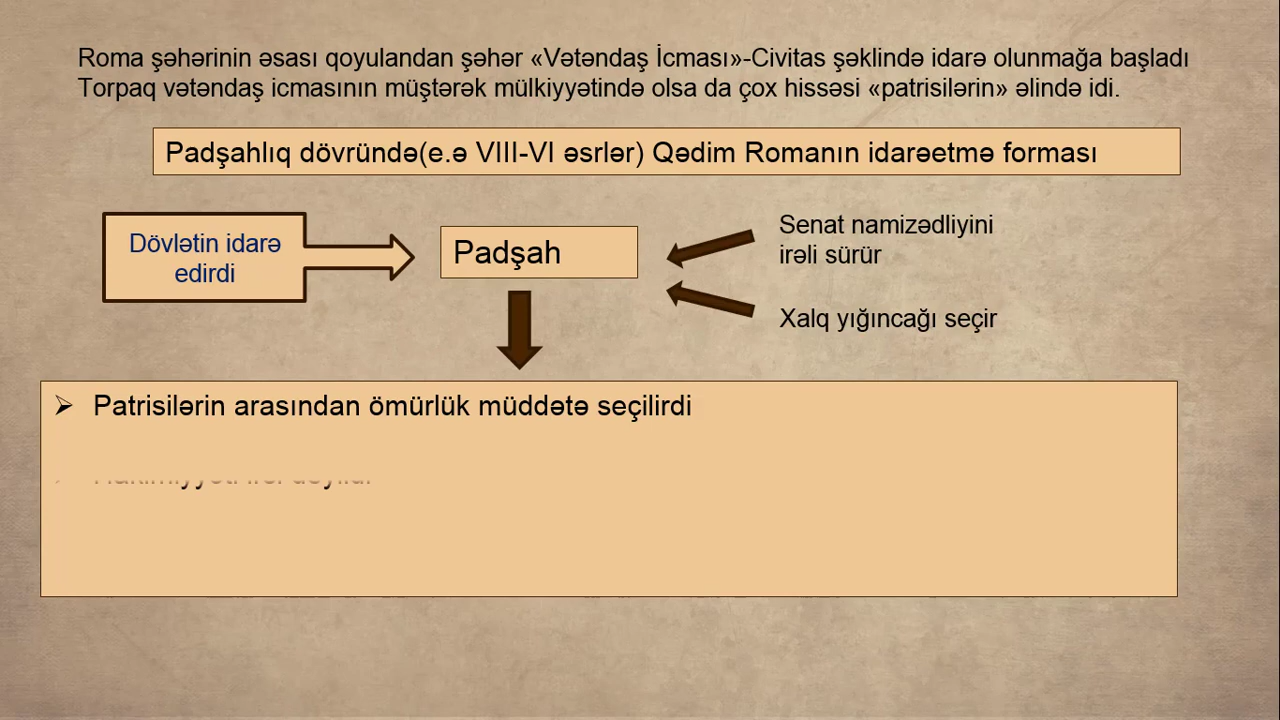 Roma şəhərinin əsası qoyulandan şəhər «Vətəndaş İcması»-Civitas şəklində idarə olunmağa başladı
Torpaq vətəndaş icmasının müştərək mülkiyyətində olsa da çox hissəsi «patrisilərin» əlində idi.
Padşahlıq dövründə(e.ə VIII-VI əsrlər) Qədim Romanın idarəetmə forması
Dövlətin idarə
edirdi
Padşah
Senat namizədliyini
irəli sürür
Xalq yığıncağı seçir
➢ Patrisilərin arasından ömürlük müddətə seçilirdi